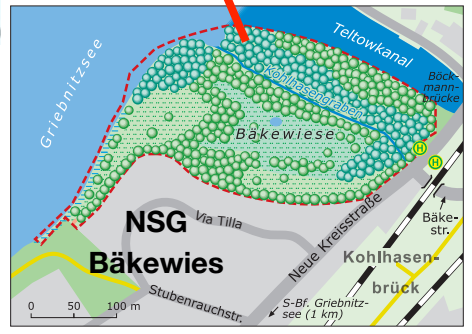 Teltowkanal
Griebnitzsee
Kohlhasengraben
Böck-
mann-
brücke
Bäkewiese
H
H
NSG
Bäkewies
Via Tilla
Neue Kreisstraße
Bäke-
str.
Kohlhasen-
brück
Stubenrauchstr.
S-Bf. Griebnitz-
see (1 km)
0 50 100 m